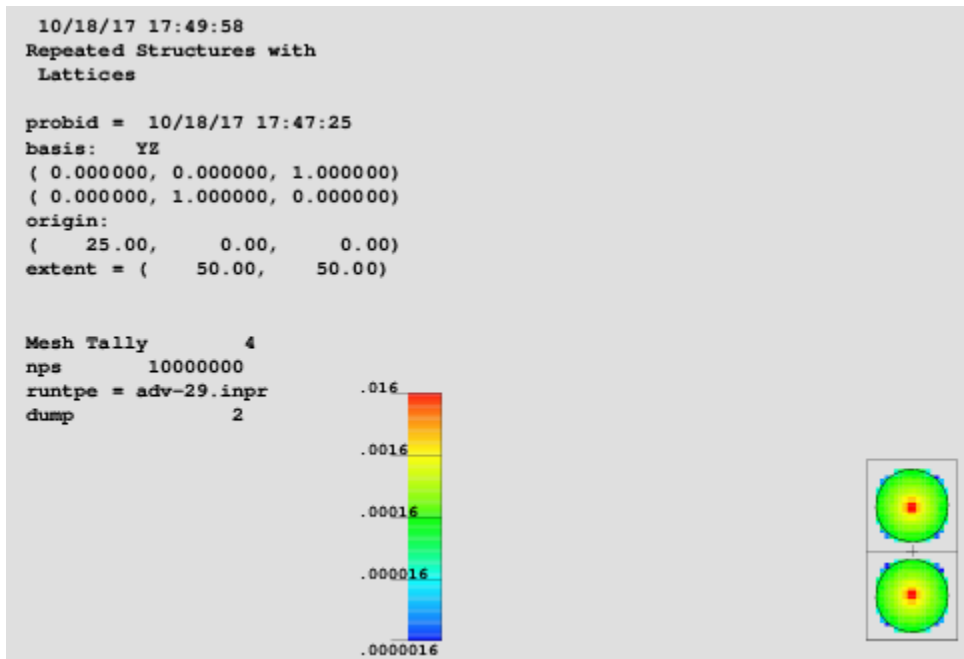 10/18/17 17:49:58
Repeated Structures with
Lattices
probid = 10/18/17 17:47:25
basis: YZ
( 0.000000, 0.000000, 1.000000)
( 0.000000, 1.000000, 0.000000)
origin:
( 25.00, 0.00, 0.00)
extent = ( 50.00, 50.00)
Mesh Tally 4
nps 10000000
runtpe = adv-29.inpr
dump 2
.016
.0016
.00016
.000016
.0000016